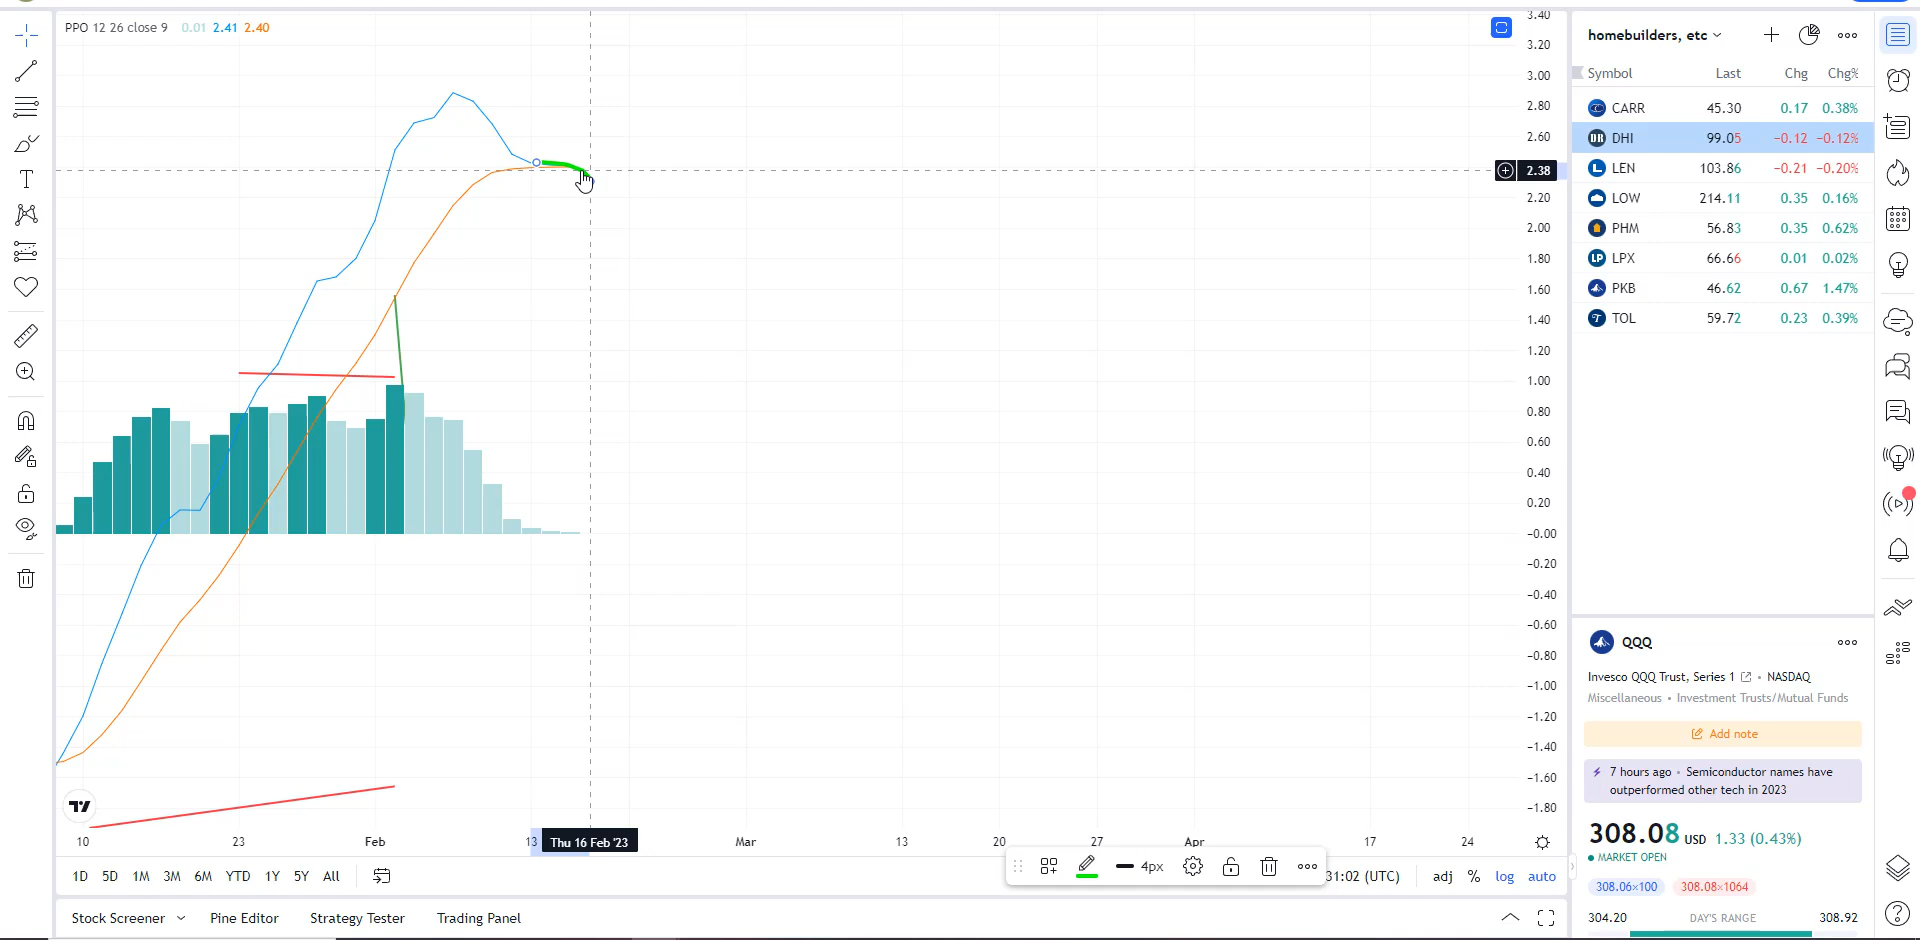 PPO 12 26 close 9 0.01 2.41 2.40
3.40
3.20
3.00
2.80
2.60
2.38
2.20
2.00
1.80
1.60
1.40
1.20
1.00
0.80
0.60
0.40
0.20
−0.00
−0.20
−0.40
−0.60
−0.80
−1.00
−1.20
−1.40
−1.60
−1.80
10 23 Feb 13 Thu 16 Feb '23 Mar 13 20 27 Apr 17 24
4px
1D 5D 1M 3M 6M YTD 1Y 5Y All 31:02 (UTC) adj % log auto
Stock Screener Pine Editor Strategy Tester Trading Panel
homebuilders, etc
Symbol Last Chg Chg%
CARR 45.30 0.17 0.38%
DHI 99.05 −0.12 −0.12%
LEN 103.86 −0.21 −0.20%
LOW 214.11 0.35 0.16%
PHM 56.83 0.35 0.62%
LPX 66.66 0.01 0.02%
PKB 46.62 0.67 1.47%
TOL 59.72 0.23 0.39%
QQQ
Invesco QQQ Trust, Series 1 • NASDAQ
Miscellaneous • Investment Trusts/Mutual Funds
Add note
7 hours ago • Semiconductor names have
outperformed other tech in 2023
308.08 USD 1.33 (0.43%)
MARKET OPEN
308.06×100 308.08×1064
304.20 DAY'S RANGE 308.92